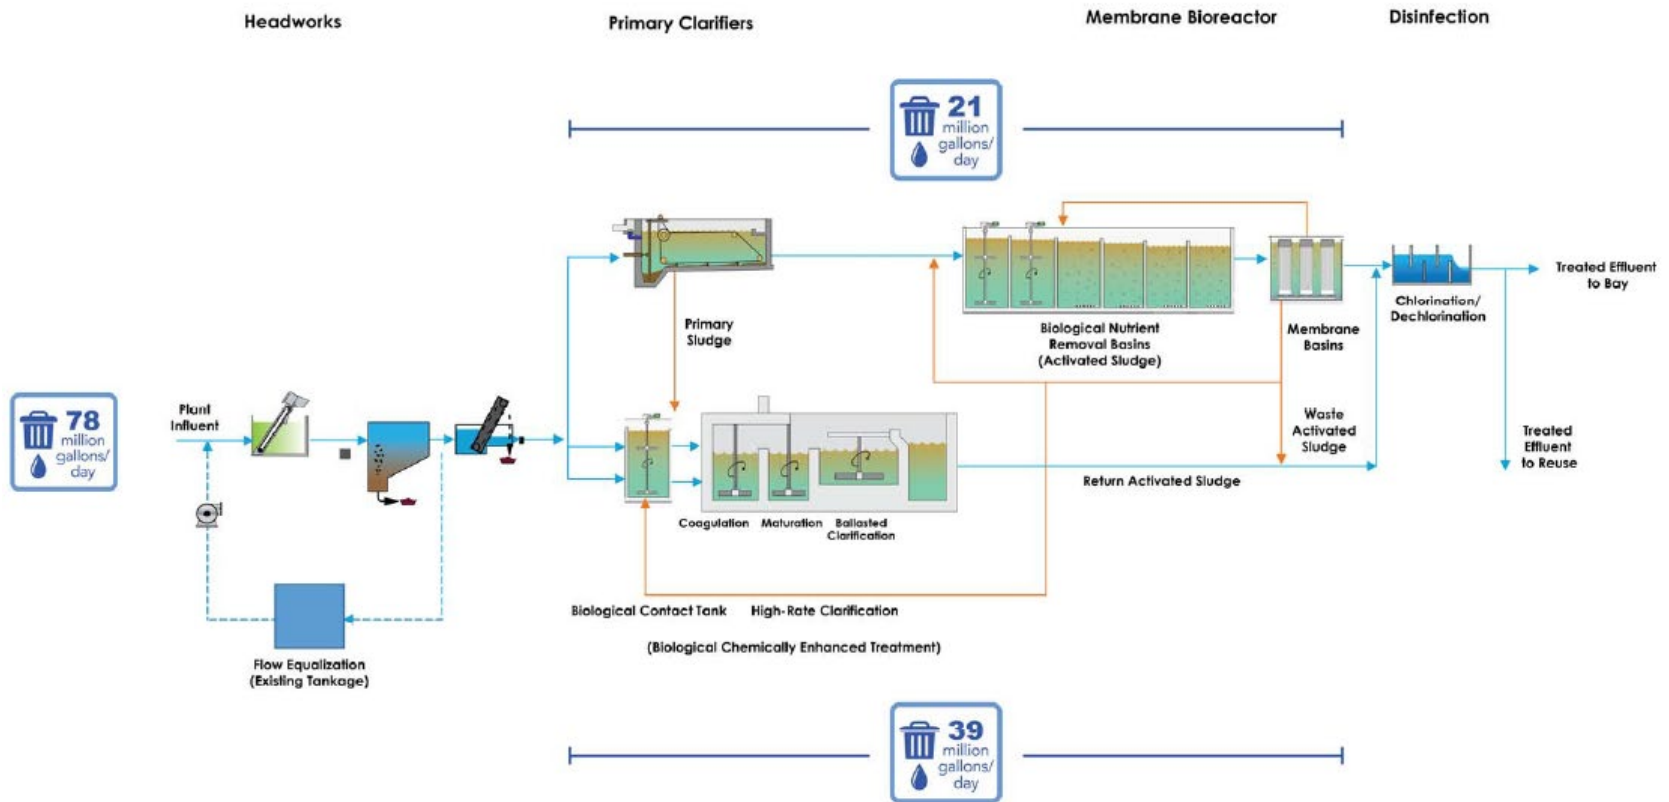 Headworks
Primary Clarifiers
Membrane Bioreactor
Disinfection
21
million
gallons/
day
Primary
Sludge
Biological Nutrient
Removal Basins
(Activated Sludge)
Membrane
Basins
Chlorination/
Dechlorination
Treated Effluent
to Bay
78
million
gallons/
day
Plant
Influent
Waste
Activated
Sludge
Treated
Effluent
to Reuse
Return Activated Sludge
Coagulation
Maturation
Ballasted
Clarification
Biological Contact Tank
High-Rate Clarification
(Biological Chemically Enhanced Treatment)
Flow Equalization
(Existing Tankage)
39
million
gallons/
day